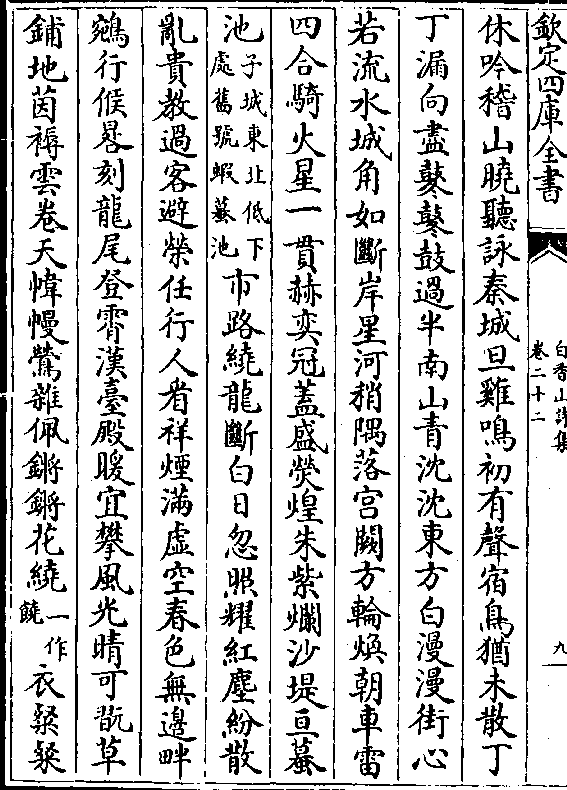 欽定四庫全書
白香山詩集
卷二十二
九
休吟稽山曉聽詠秦城旦雞鳴初有聲宿鳥猶未散丁
丁漏向盡鼕鼕鼓過半南山青沈沈東方白漫漫街心
若流水城角如斷岸星河稍隅落宮闕方輪煥朝車雷
四合騎火星一貫赫奕冠蓋盛熒煌朱紫爛沙堤亘蟇
池子城東北低下處舊號蝦蟇池市路繞龍斷白日忽照耀紅塵紛散
亂貴教過客避榮任行人看祥煙滿虛空春色無邊畔
鵷行候晷刻龍尾登霄漢臺殿暖宜攀風光晴可翫草
鋪地茵褥雲卷天幃幔鶯雜佩鏘鏘花繞一作饒衣粲粲